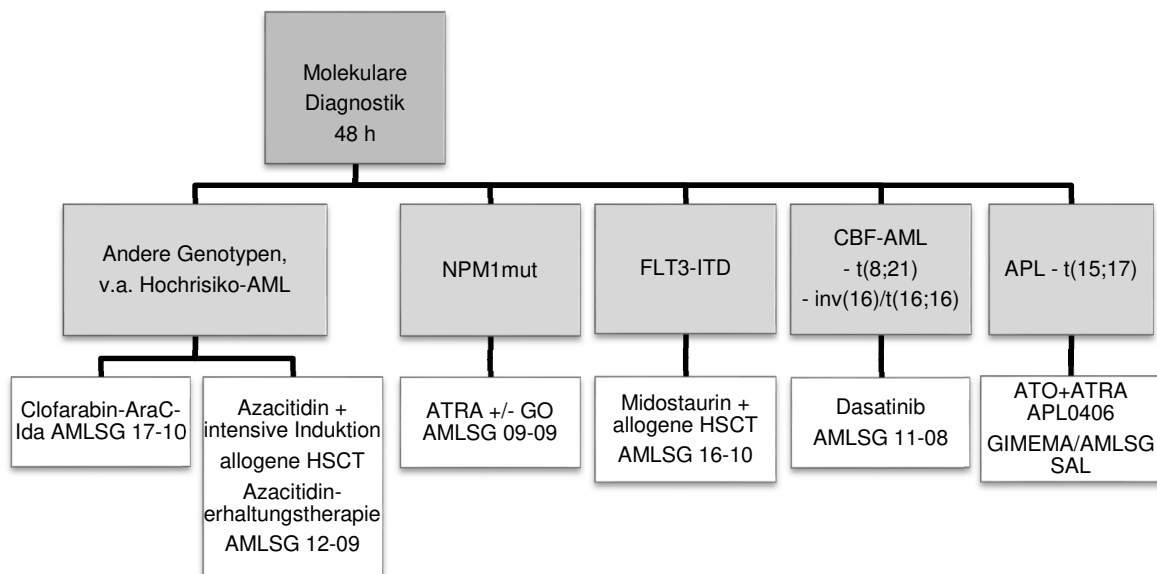 Molekulare
Diagnostik
48 h
Andere Genotypen,
v.a. Hochrisiko-AML
NPM1mut
FLT3-ITD
CBF-AML
- t(8;21)
- inv(16)/t(16;16)
APL - t(15;17)
Clofarabin-AraC-
Ida AMLSG 17-10
Azacitidin +
intensive Induktion
allogene HSCT
Azacitidin-
erhaltungstherapie
AMLSG 12-09
ATRA +/- GO
AMLSG 09-09
Midostaurin +
allogene HSCT
AMLSG 16-10
Dasatinib
AMLSG 11-08
ATO+ATRA
APL0406
GIMEMA/AMLSG
SAL